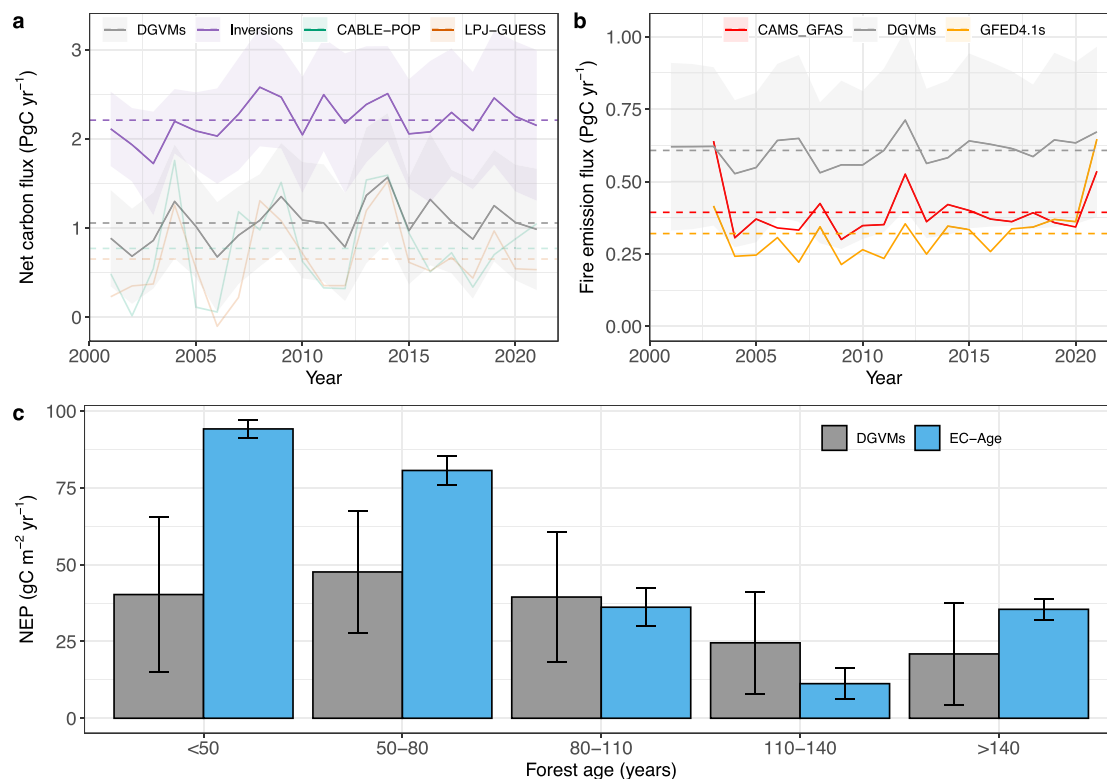 a
DGVMs Inversions CABLE−POP LPJ−GUESS
Net carbon flux (PgC yr−1)
3
2
1
0
2000 2005 2010 2015 2020
Year
b
CAMS_GFAS DGVMs GFED4.1s
Fire emission flux (PgC yr−1)
1.00
0.75
0.50
0.25
0.00
2000 2005 2010 2015 2020
Year
c
DGVMs EC−Age
NEP (gC m−2 yr−1)
100
75
50
25
0
<50 50−80 80−110 110−140 >140
Forest age (years)